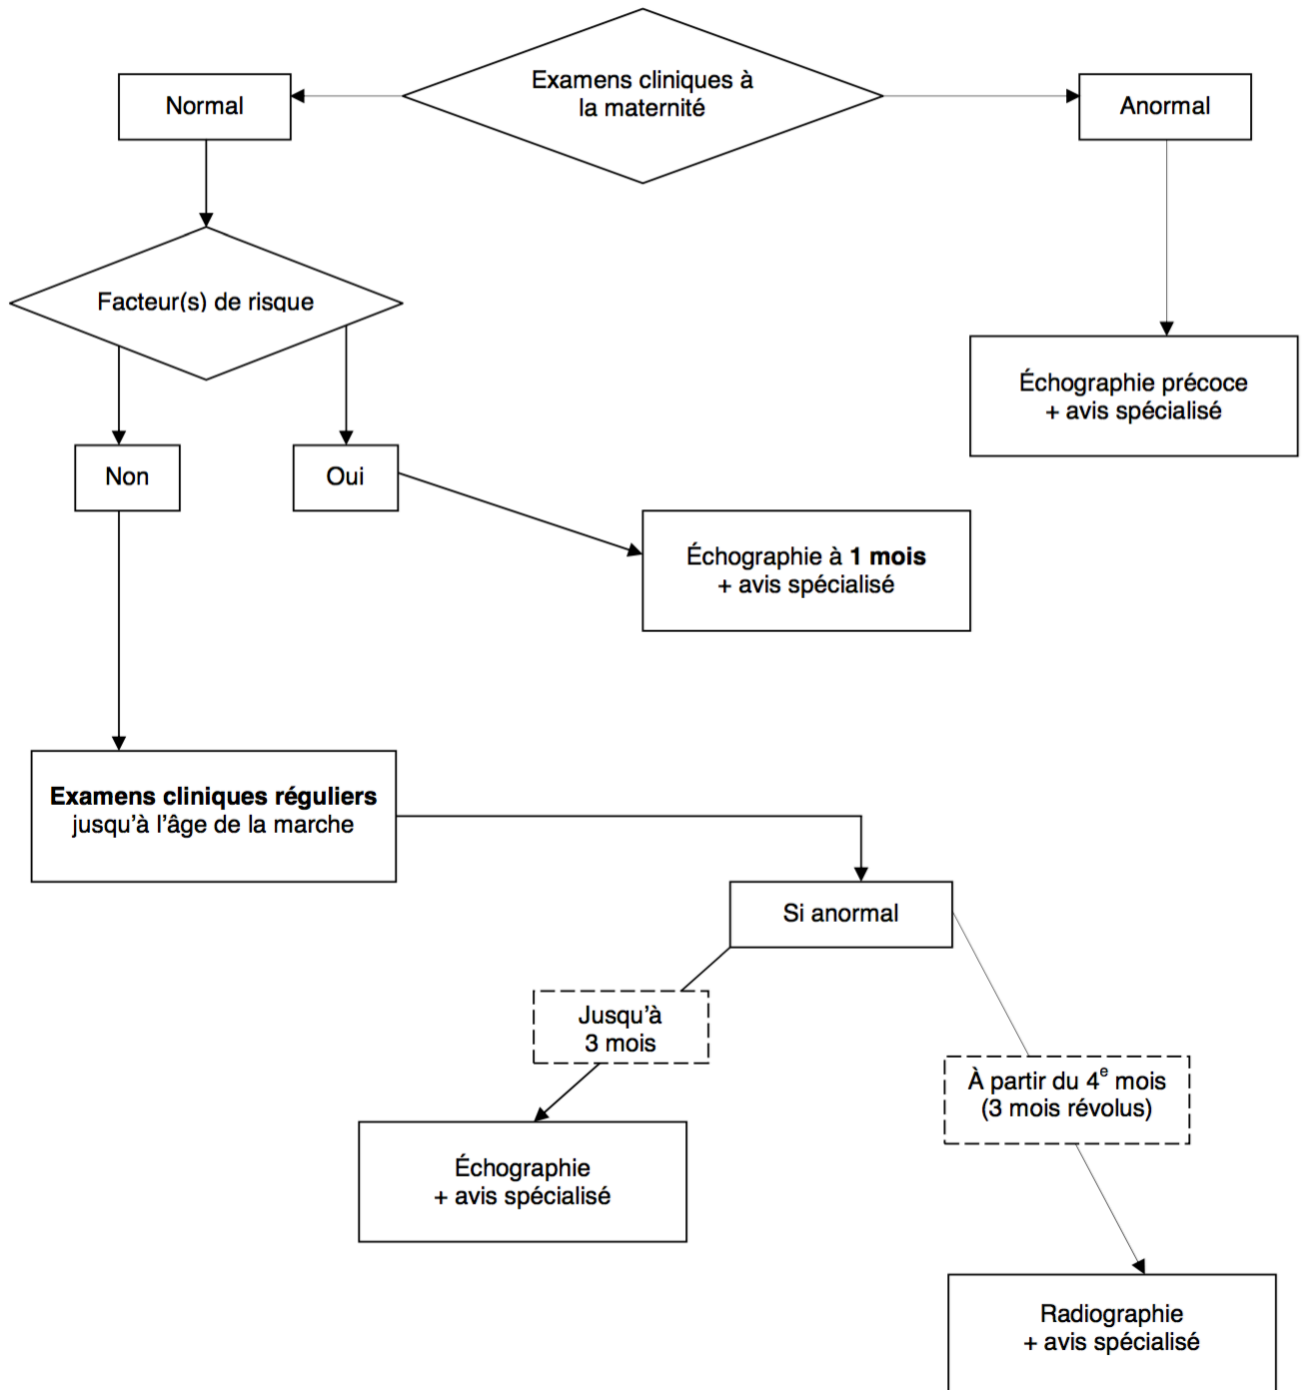 Examens cliniques à
la maternité
Normal
Anormal
Facteur(s) de risque
Échographie précoce
+ avis spécialisé
Non
Oui
Échographie à 1 mois
+ avis spécialisé
Examens cliniques réguliers
jusqu'à l'âge de la marche
Si anormal
Jusqu'à
3 mois
À partir du 4e mois
(3 mois révolus)
Échographie
+ avis spécialisé
Radiographie
+ avis spécialisé